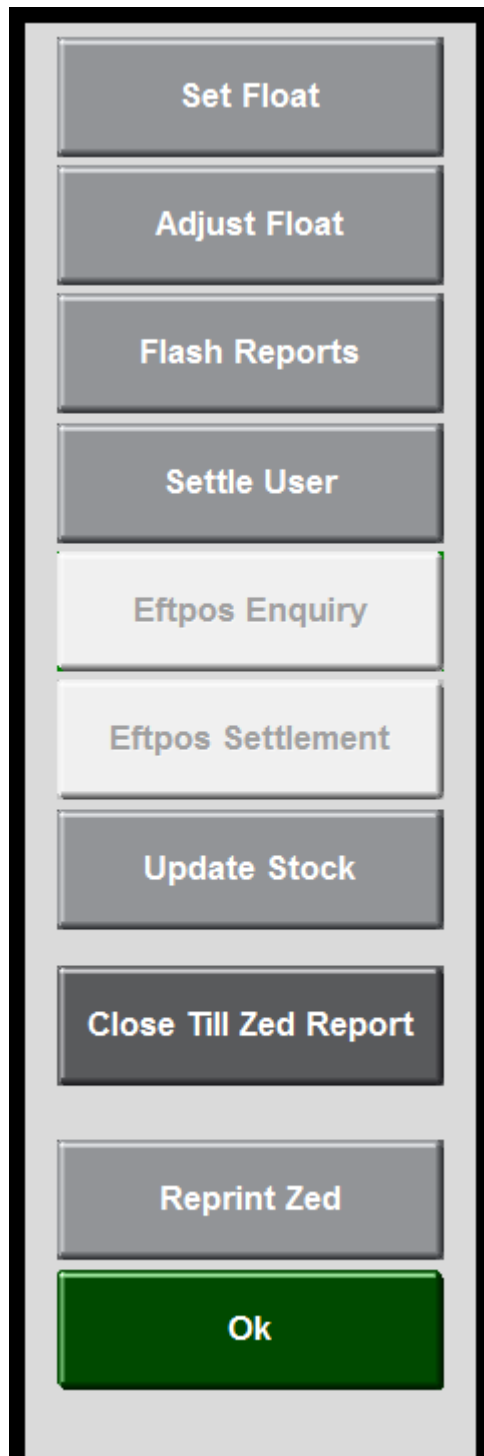 Set Float
Adjust Float
Flash Reports
Settle User
Eftpos Enquiry
Eftpos Settlement
Update Stock
Close Till Zed Report
Reprint Zed
Ok